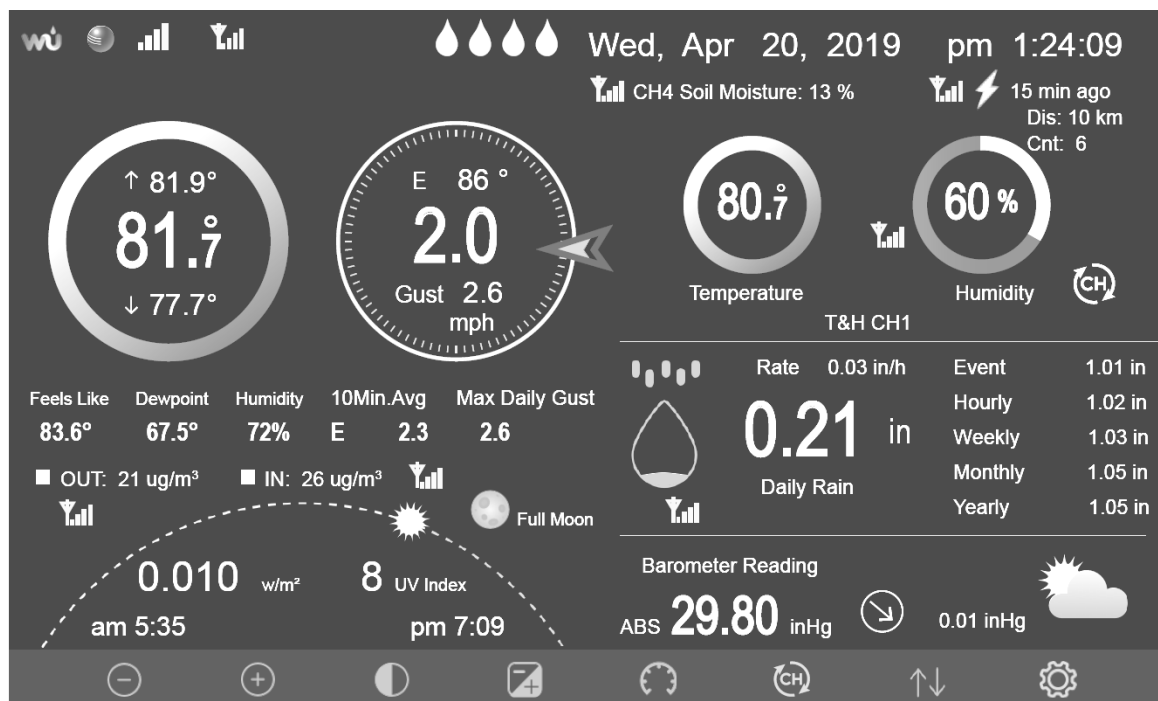 wu
Wed, Apr 20, 2019 pm 1:24:09
CH4 Soil Moisture: 13 %
15 min ago
Dis: 10 km
Cnt: 6
↑ 81.9°
81.7°
↓ 77.7°
E 86 °
2.0
Gust 2.6
mph
80.7°
Temperature
60 %
Humidity
CH
T&H CH1
Feels Like Dewpoint Humidity 10Min.Avg Max Daily Gust
83.6° 67.5° 72% E 2.3 2.6
OUT: 21 ug/m³ IN: 26 ug/m³
Full Moon
0.010 w/m² 8 UV Index
am 5:35 pm 7:09
Rate 0.03 in/h
0.21 in
Daily Rain
Event 1.01 in
Hourly 1.02 in
Weekly 1.03 in
Monthly 1.05 in
Yearly 1.05 in
Barometer Reading
ABS 29.80 inHg 0.01 inHg
CH